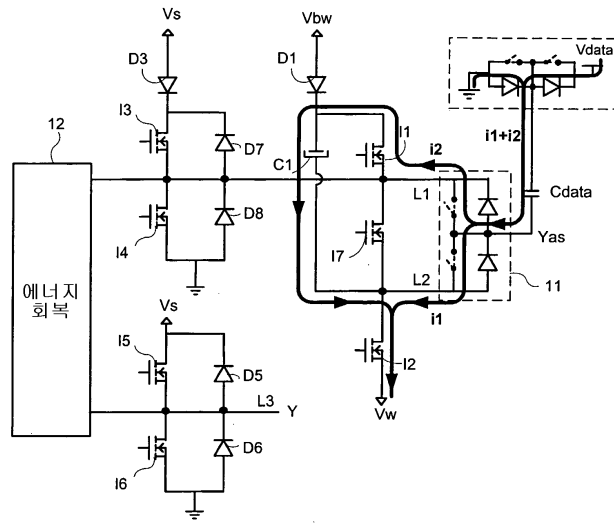 Vs
Vbw
Vdata
D3
D1
I3
12
D7
I1
i2
i1+i2
C1
L1
Cdata
D8
I4
I7
Yas
에너지
회복
L2
11
i1
Vs
I5
D5
I2
L3
Y
Vw
D6
I6